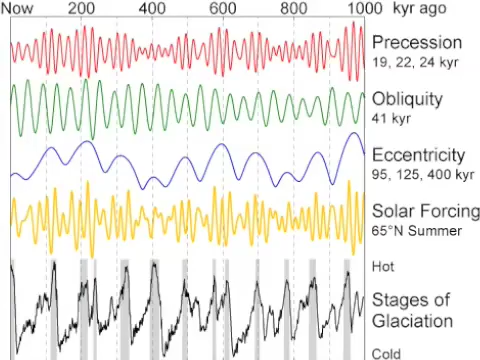 Now 200 400 600 800 1000 kyr ago
Precession
19, 22, 24 kyr
Obliquity
41 kyr
Eccentricity
95, 125, 400 kyr
Solar Forcing
65°N Summer
Hot
Stages of
Glaciation
Cold